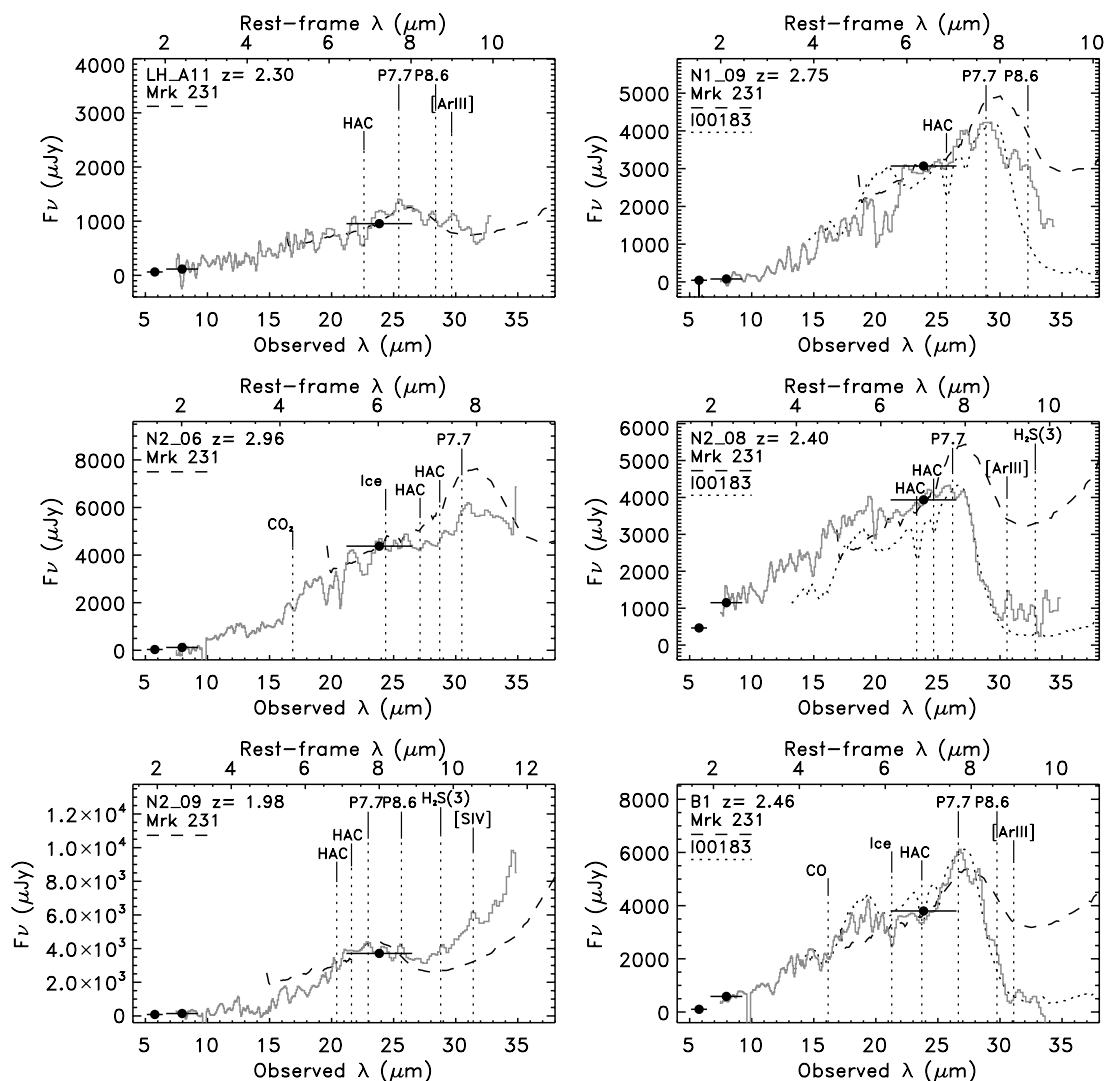 Rest-frame λ (μm)
2 4 6 8 10
4000
3000
2000
1000
0
Fν (μJy)
LH_A11 z= 2.30
Mrk 231
P7.7 P8.6
[ArIII]
HAC
5 10 15 20 25 30 35
Observed λ (μm)
Rest-frame λ (μm)
2 4 6 8 10
5000
4000
3000
2000
1000
0
Fν (μJy)
N1_09 z= 2.75
Mrk 231
I00183
P7.7 P8.6
HAC
5 10 15 20 25 30 35
Observed λ (μm)
Rest-frame λ (μm)
2 4 6 8
8000
6000
4000
2000
0
Fν (μJy)
N2_06 z= 2.96
Mrk 231
P7.7
HAC
Ice
HAC
CO₂
5 10 15 20 25 30 35
Observed λ (μm)
Rest-frame λ (μm)
2 4 6 8 10
6000
5000
4000
3000
2000
1000
0
Fν (μJy)
N2_08 z= 2.40
Mrk 231
I00183
H₂S(3)
P7.7
[ArIII]
HAC
HAC
5 10 15 20 25 30 35
Observed λ (μm)
Rest-frame λ (μm)
2 4 6 8 10 12
1.2×10⁴
1.0×10⁴
8.0×10³
6.0×10³
4.0×10³
2.0×10³
0
Fν (μJy)
N2_09 z= 1.98
Mrk 231
P7.7 P8.6 H₂S(3)
[SIV]
HAC
HAC
5 10 15 20 25 30 35
Observed λ (μm)
Rest-frame λ (μm)
2 4 6 8 10
8000
6000
4000
2000
0
Fν (μJy)
B1 z= 2.46
Mrk 231
I00183
P7.7 P8.6
[ArIII]
Ice
HAC
CO
5 10 15 20 25 30 35
Observed λ (μm)